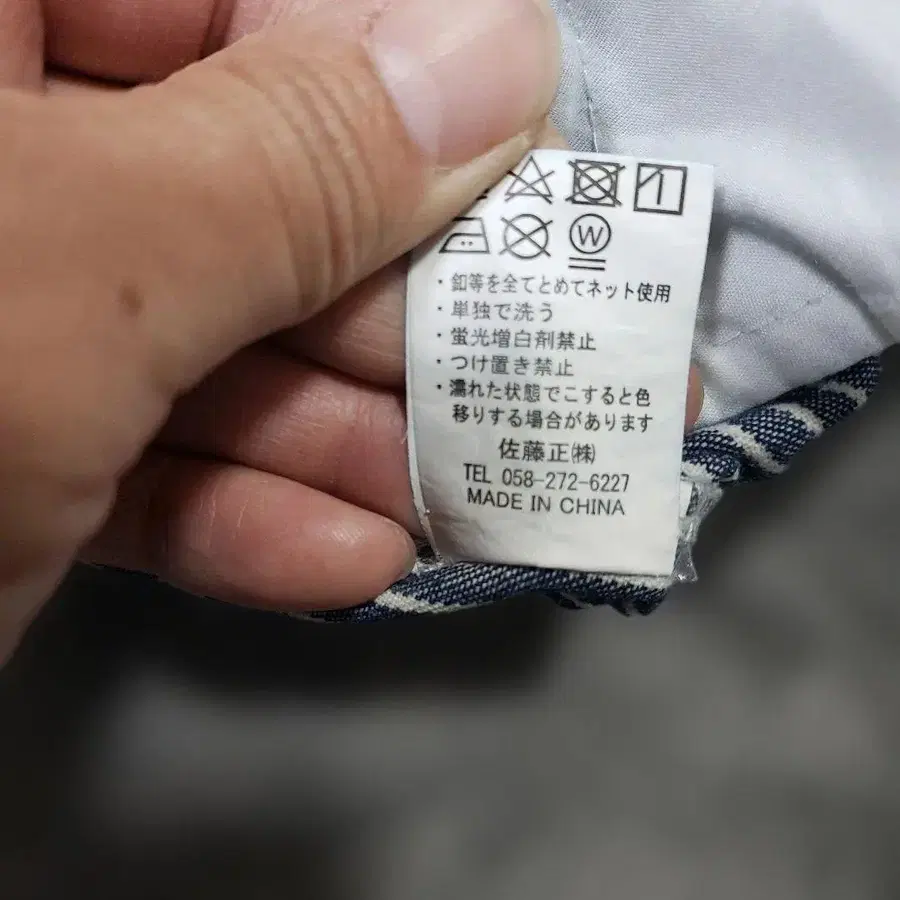 W
・釦等を全てとめてネット使用
・単独で洗う
・蛍光増白剤禁止
・つけ置き禁止
・濡れた状態でこすると色
移りする場合があります
佐藤正㈱
TEL 058-272-6227
MADE IN CHINA